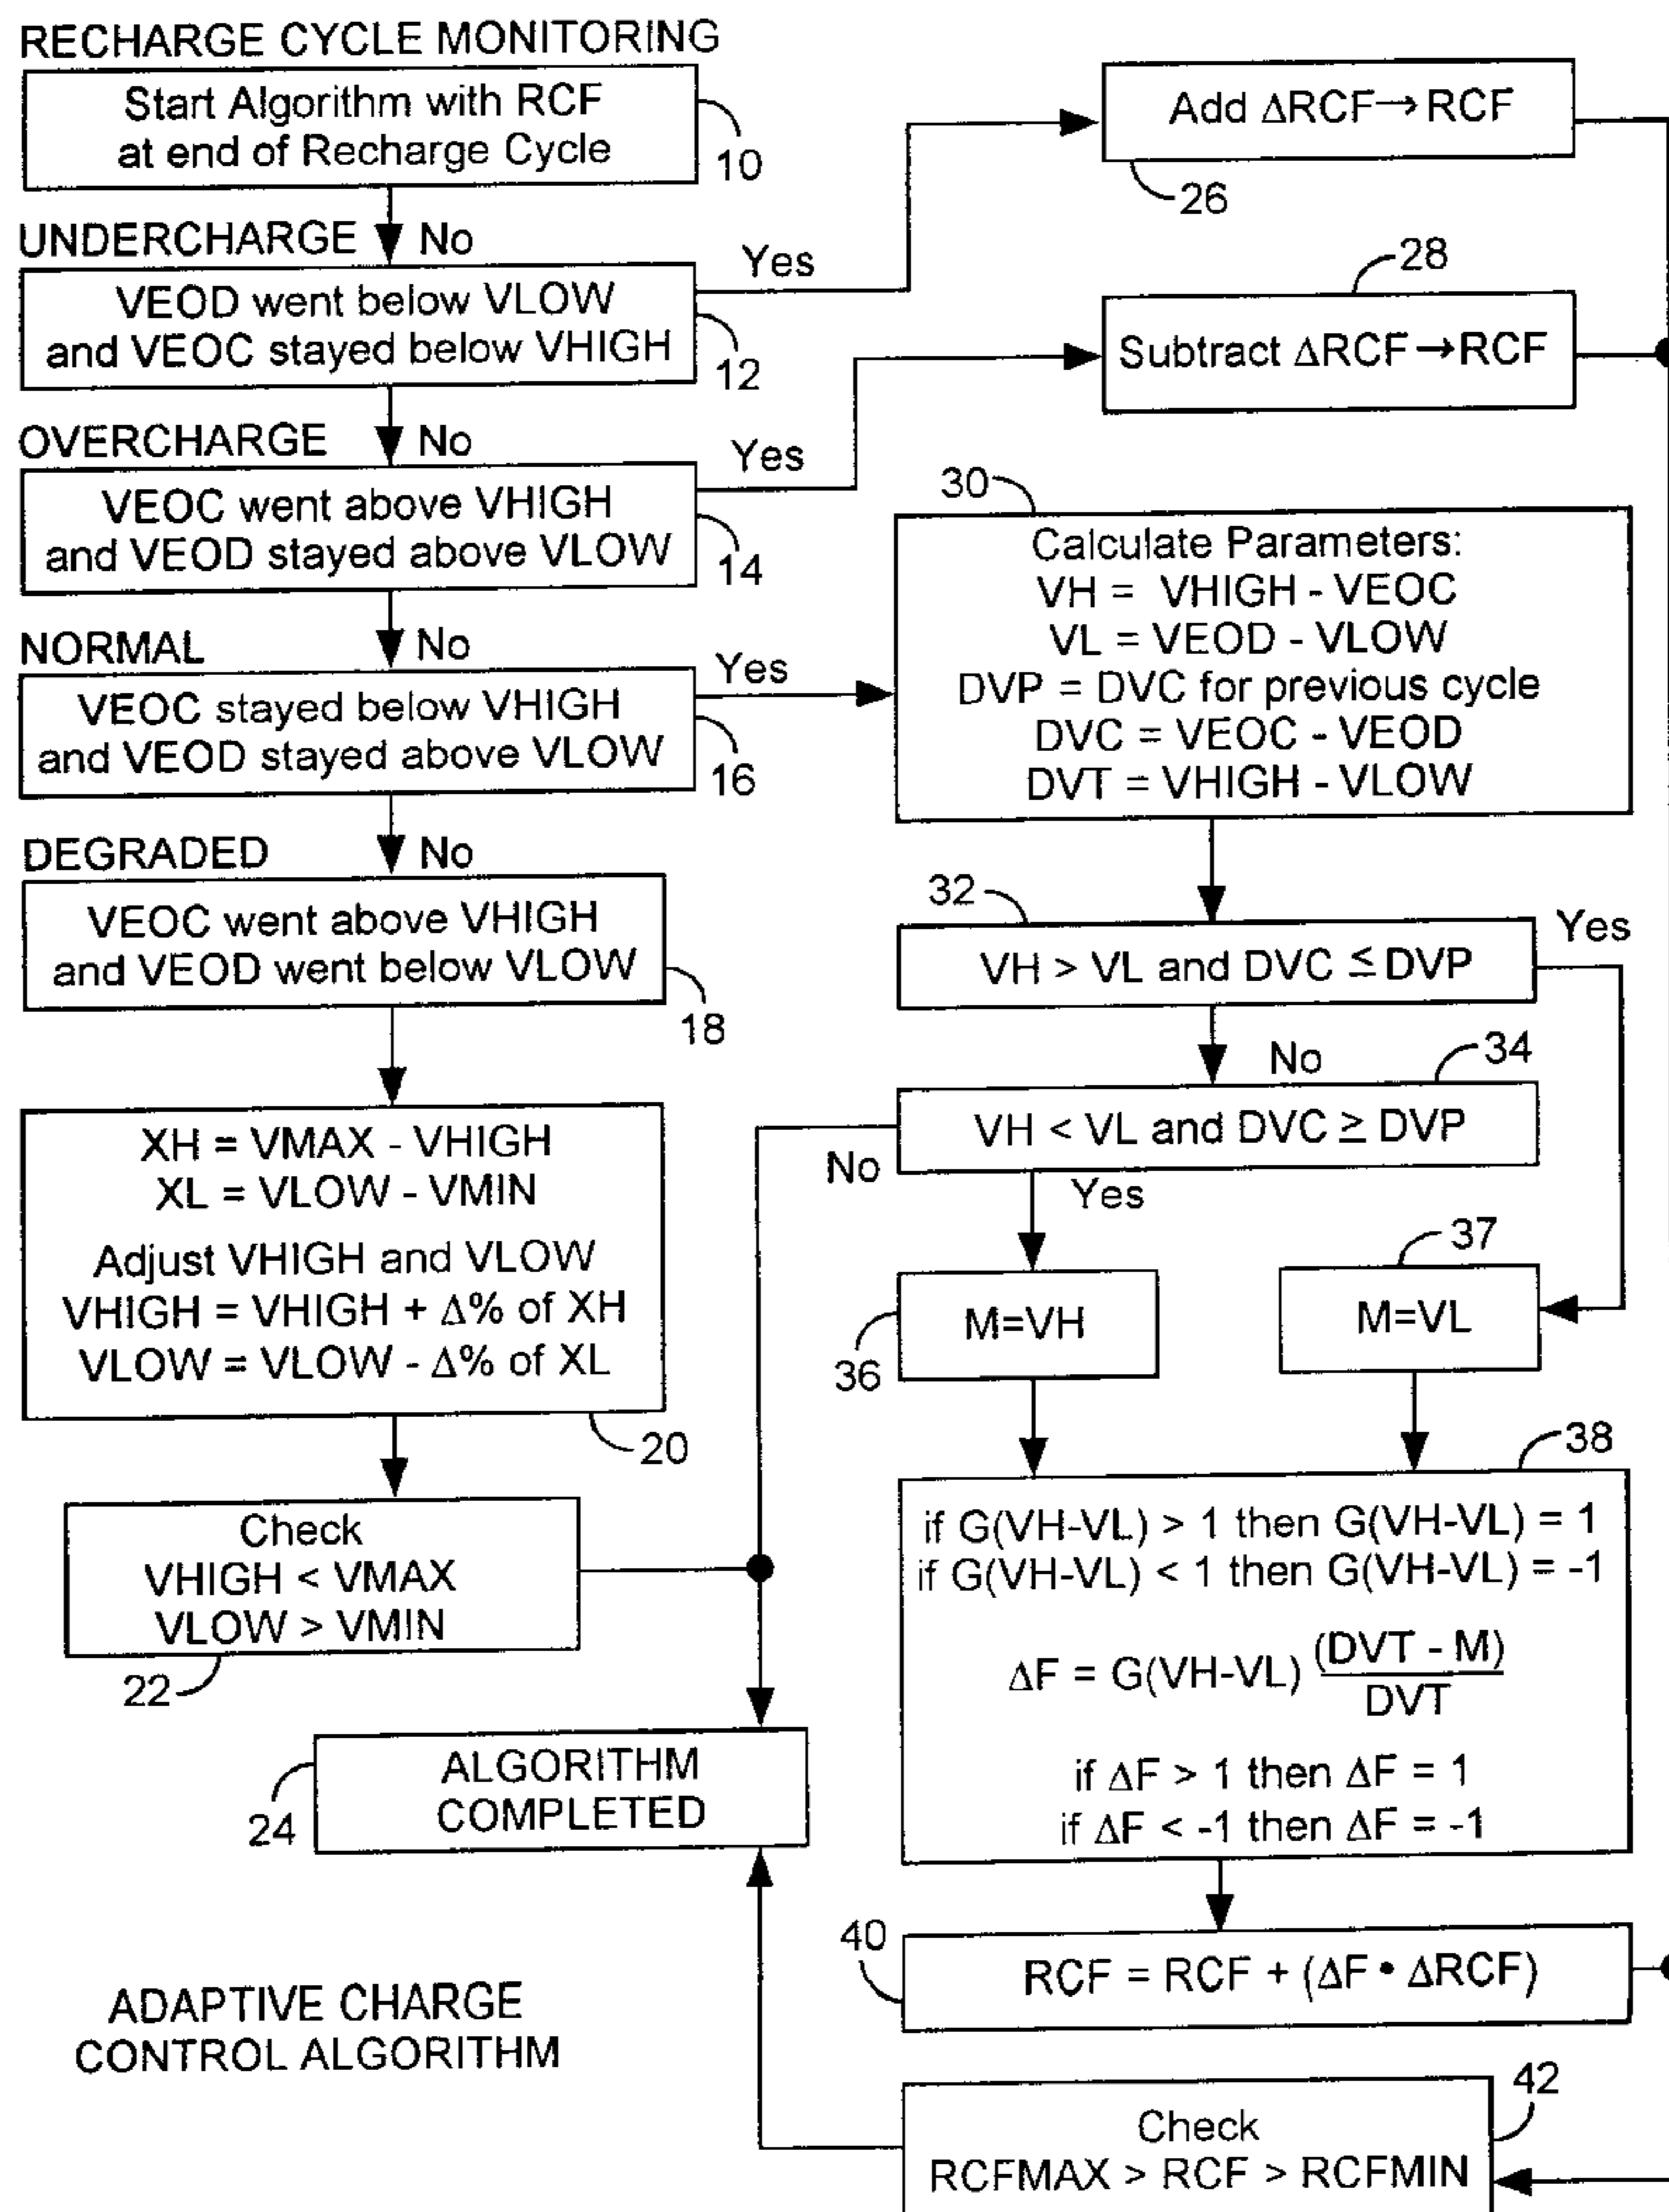 RECHARGE CYCLE MONITORING
Start Algorithm with RCF
at end of Recharge Cycle
10
UNDERCHARGE
No
VEOD went below VLOW
and VEOC stayed below VHIGH
12
Yes
Add ΔRCF→RCF
26
OVERCHARGE
No
VEOC went above VHIGH
and VEOD stayed above VLOW
14
Yes
28
Subtract ΔRCF→RCF
NORMAL
No
VEOC stayed below VHIGH
and VEOD stayed above VLOW
16
Yes
30
Calculate Parameters:
VH = VHIGH - VEOC
VL = VEOD - VLOW
DVP = DVC for previous cycle
DVC = VEOC - VEOD
DVT = VHIGH - VLOW
DEGRADED
No
VEOC went above VHIGH
and VEOD went below VLOW
18
32
VH > VL and DVC ≤ DVP
Yes
No
34
VH < VL and DVC ≥ DVP
No
Yes
XH = VMAX - VHIGH
XL = VLOW - VMIN
Adjust VHIGH and VLOW
VHIGH = VHIGH + Δ% of XH
VLOW = VLOW - Δ% of XL
20
36
M=VH
37
M=VL
Check
VHIGH < VMAX
VLOW > VMIN
22
38
if G(VH-VL) > 1 then G(VH-VL) = 1
if G(VH-VL) < 1 then G(VH-VL) = -1
ΔF = G(VH-VL) (DVT - M)
DVT
if ΔF > 1 then ΔF = 1
if ΔF < -1 then ΔF = -1
24
ALGORITHM
COMPLETED
40
RCF = RCF + (ΔF • ΔRCF)
ADAPTIVE CHARGE
CONTROL ALGORITHM
42
Check
RCFMAX > RCF > RCFMIN